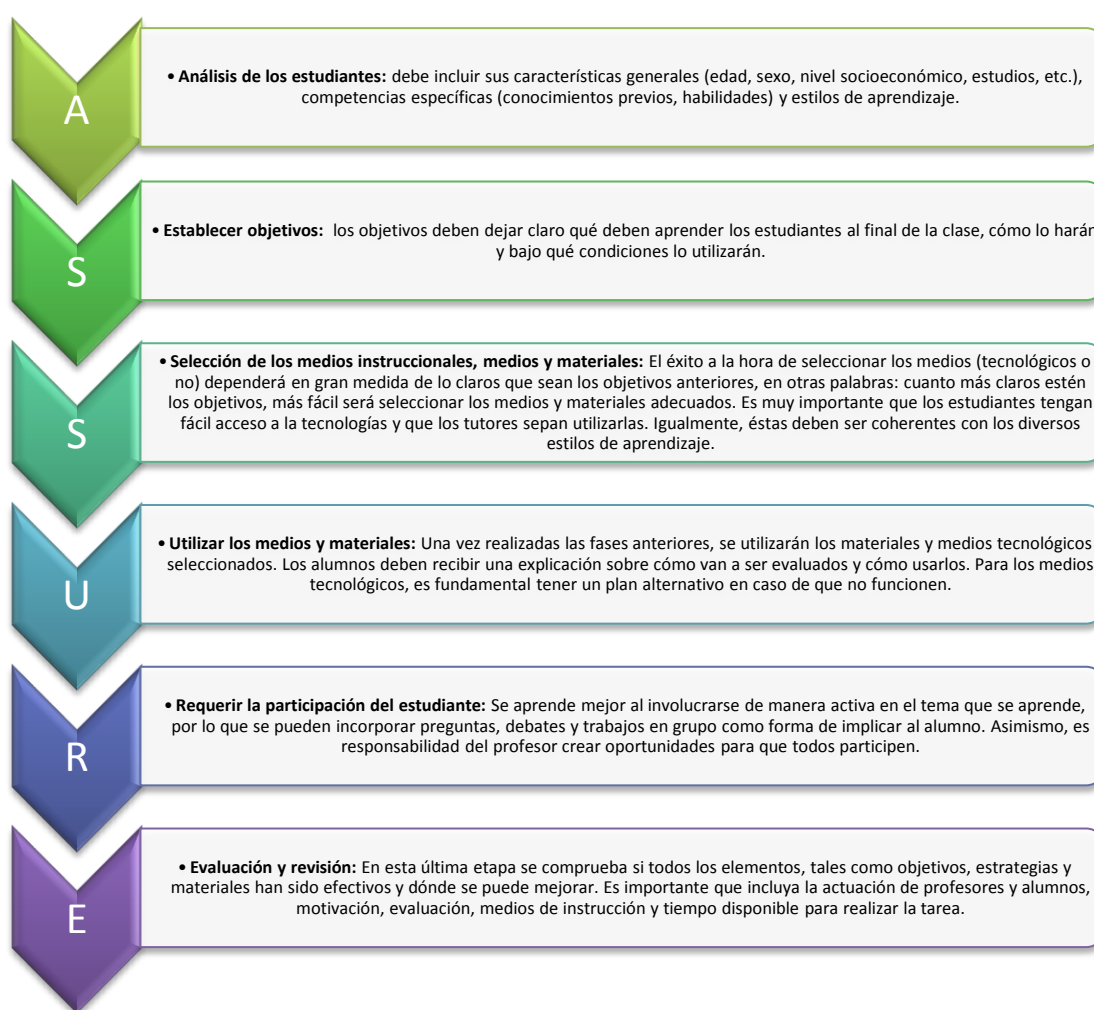 A
• Análisis de los estudiantes: debe incluir sus características generales (edad, sexo, nivel socioeconómico, estudios, etc.),
competencias específicas (conocimientos previos, habilidades) y estilos de aprendizaje.
S
• Establecer objetivos: los objetivos deben dejar claro qué deben aprender los estudiantes al final de la clase, cómo lo harán
y bajo qué condiciones lo utilizarán.
S
• Selección de los medios instruccionales, medios y materiales: El éxito a la hora de seleccionar los medios (tecnológicos o
no) dependerá en gran medida de lo claros que sean los objetivos anteriores, en otras palabras: cuanto más claros estén
los objetivos, más fácil será seleccionar los medios y materiales adecuados. Es muy importante que los estudiantes tengan
fácil acceso a la tecnologías y que los tutores sepan utilizarlas. Igualmente, éstas deben ser coherentes con los diversos
estilos de aprendizaje.
U
• Utilizar los medios y materiales: Una vez realizadas las fases anteriores, se utilizarán los materiales y medios tecnológicos
seleccionados. Los alumnos deben recibir una explicación sobre cómo van a ser evaluados y cómo usarlos. Para los medios
tecnológicos, es fundamental tener un plan alternativo en caso de que no funcionen.
R
• Requerir la participación del estudiante: Se aprende mejor al involucrarse de manera activa en el tema que se aprende,
por lo que se pueden incorporar preguntas, debates y trabajos en grupo como forma de implicar al alumno. Asimismo, es
responsabilidad del profesor crear oportunidades para que todos participen.
E
• Evaluación y revisión: En esta última etapa se comprueba si todos los elementos, tales como objetivos, estrategias y
materiales han sido efectivos y dónde se puede mejorar. Es importante que incluya la actuación de profesores y alumnos,
motivación, evaluación, medios de instrucción y tiempo disponible para realizar la tarea.